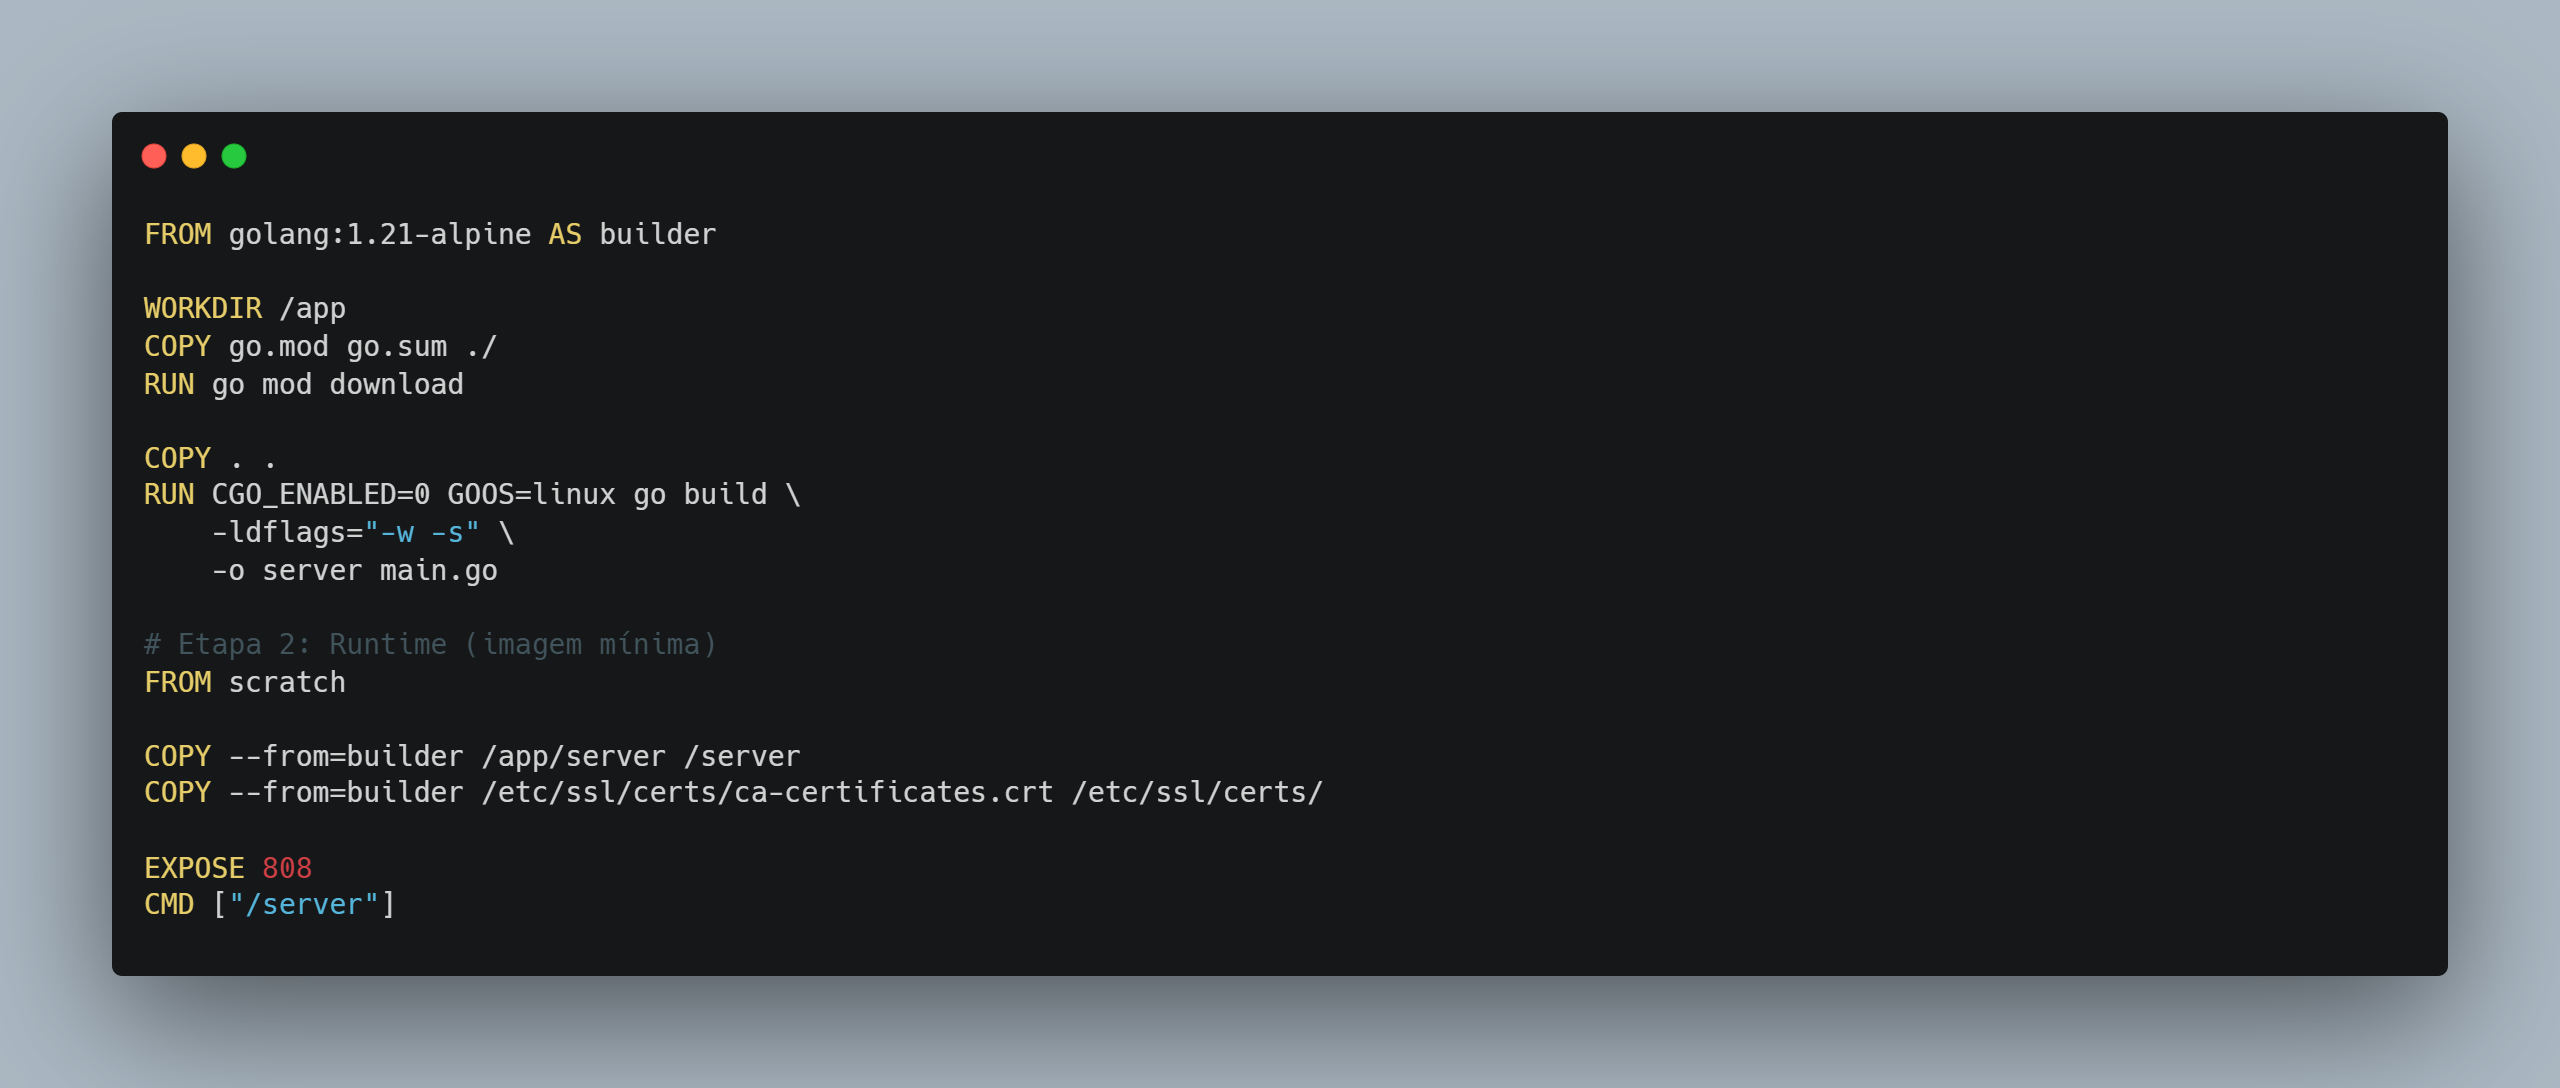 FROM golang:1.21-alpine AS builder

WORKDIR /app
COPY go.mod go.sum ./
RUN go mod download

COPY . .
RUN CGO_ENABLED=0 GOOS=linux go build \
    -ldflags="-w -s" \
    -o server main.go

# Etapa 2: Runtime (imagem mínima)
FROM scratch

COPY --from=builder /app/server /server
COPY --from=builder /etc/ssl/certs/ca-certificates.crt /etc/ssl/certs/

EXPOSE 808
CMD ["/server"]